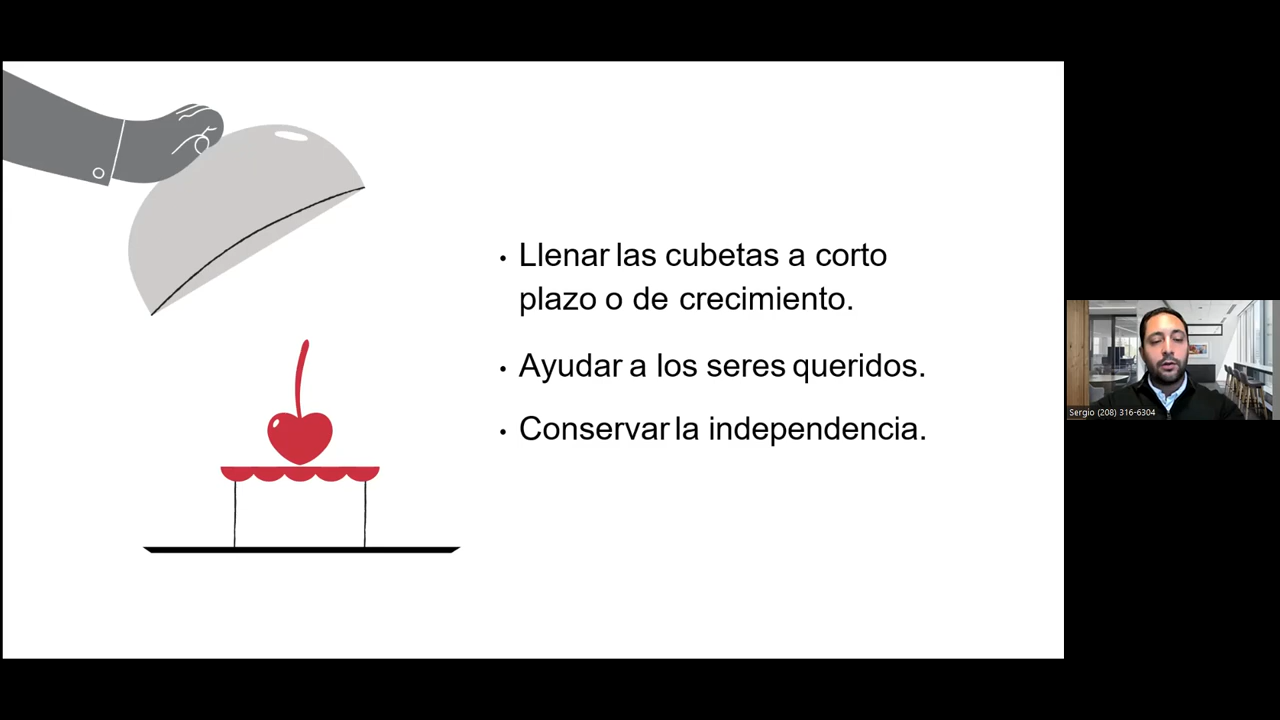 • Llenar las cubetas a corto
plazo o de crecimiento.
• Ayudar a los seres queridos.
• Conservar la independencia.
Sergio (208) 316-6304